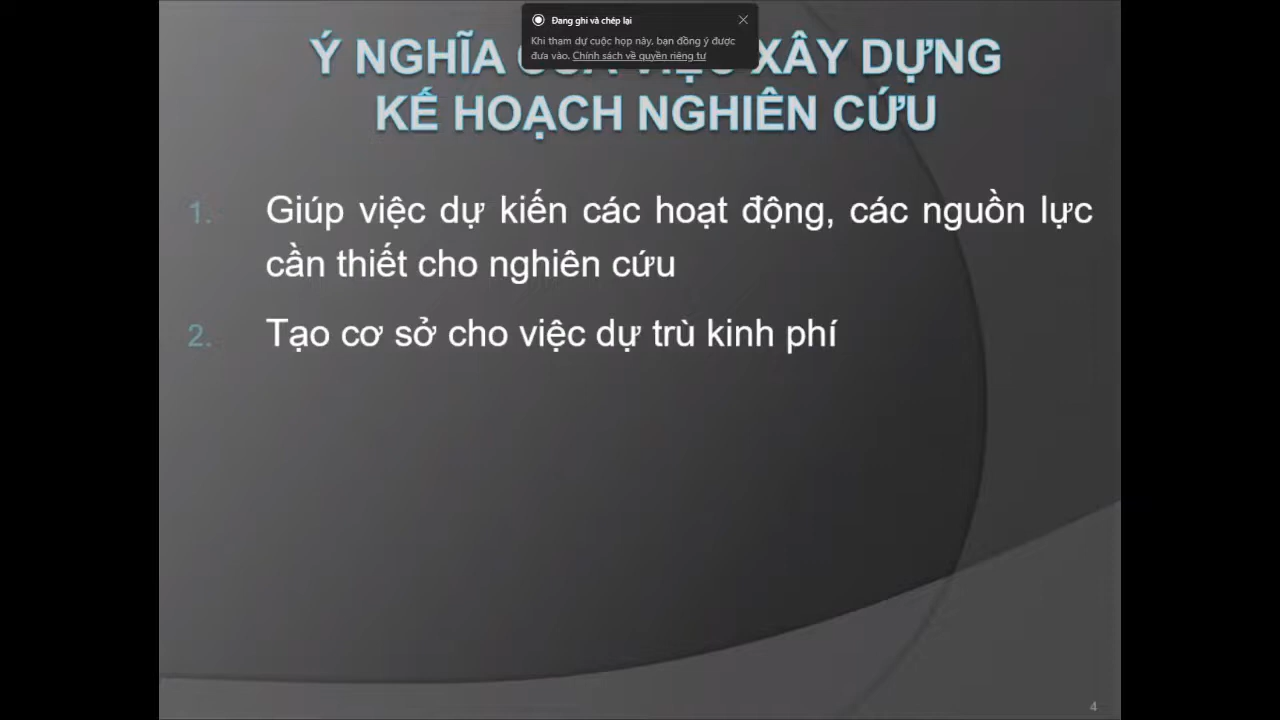 Đang ghi và chép lại
Khi tham dự cuộc họp này, bạn đồng ý được
đưa vào. Chính sách về quyền riêng tư
Ý NGHĨA VIỆC XÂY DỰNG
KẾ HOẠCH NGHIÊN CỨU
1. Giúp việc dự kiến các hoạt động, các nguồn lực
cần thiết cho nghiên cứu
2. Tạo cơ sở cho việc dự trù kinh phí
4